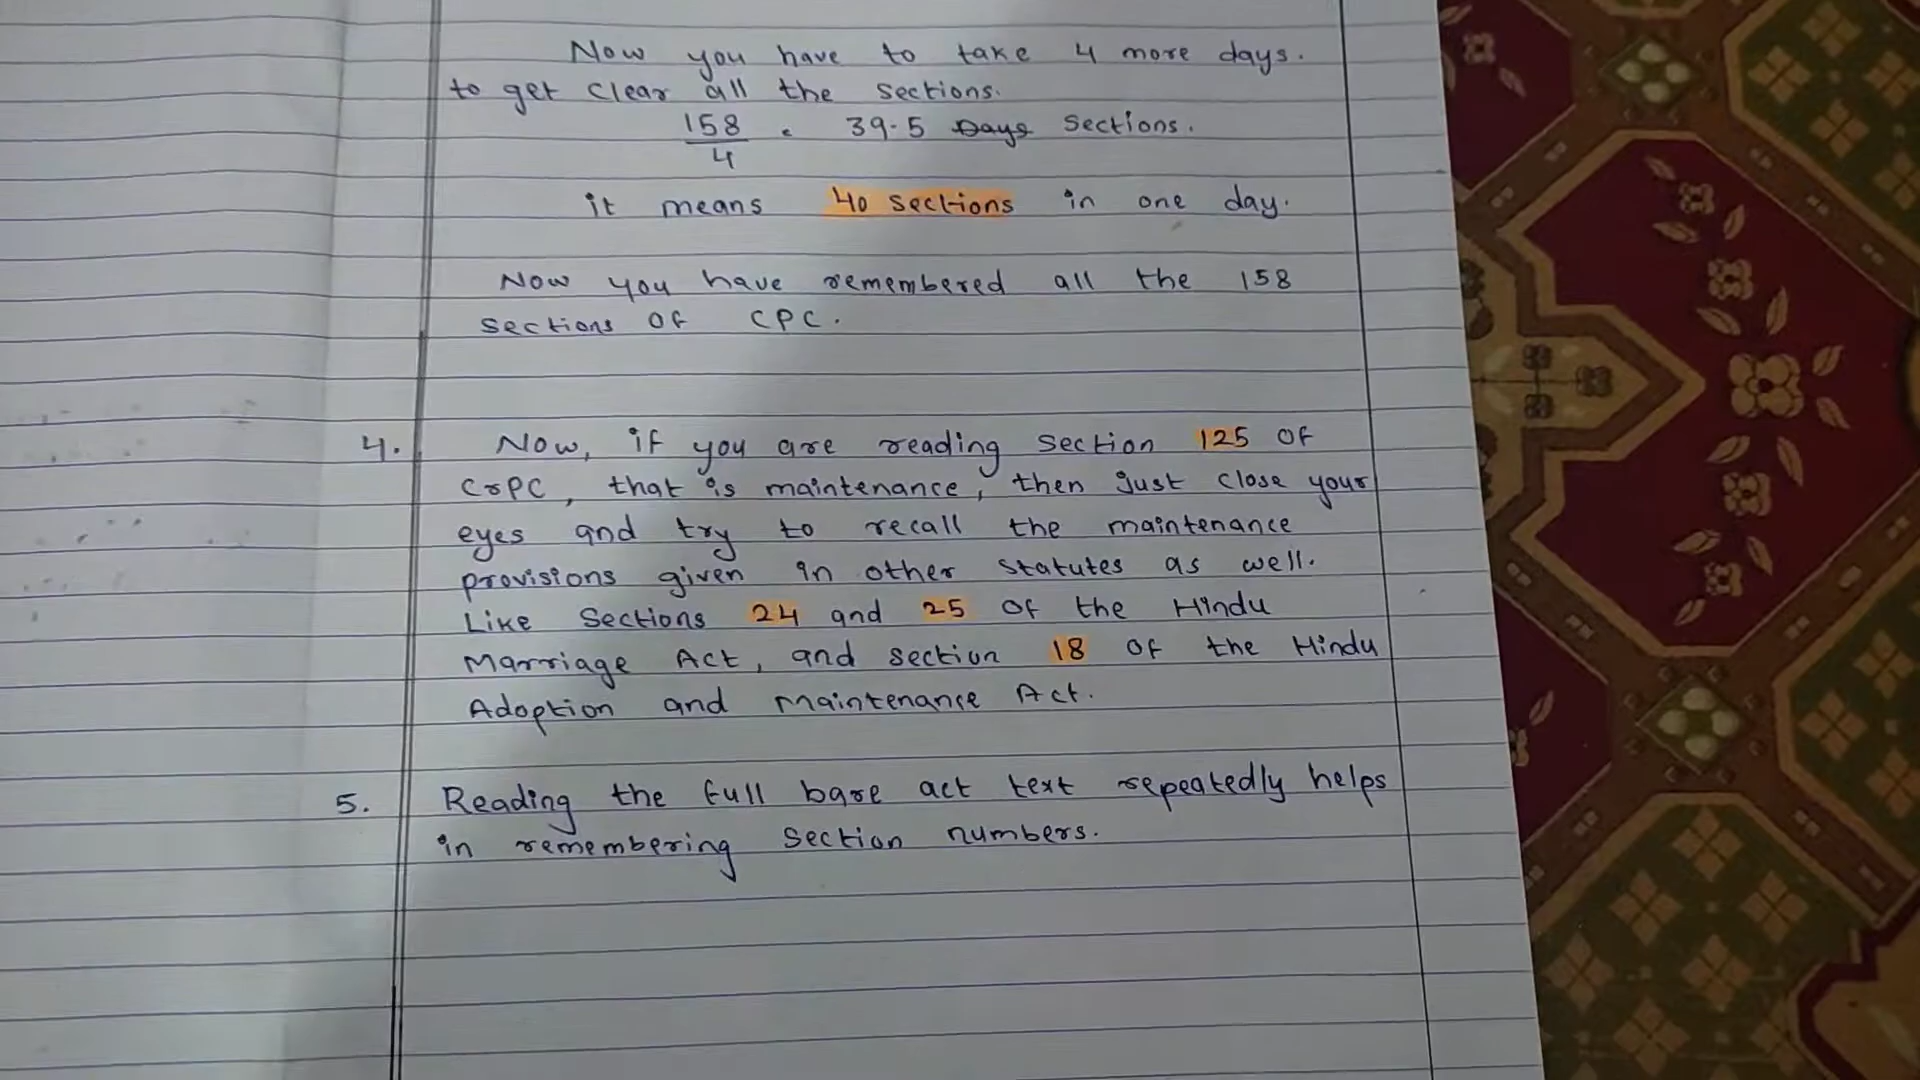 Now you have to take 4 more days.
to get clear all the sections.
158
4
= 39.5 Days Sections.
it means 40 sections in one day.
Now you have remembered all the 158
sections of CPC.
4. Now, if you are reading section 125 of
CrPC, that is maintenance, then just close your
eyes and try to recall the maintenance
provisions given in other statutes as well.
Like Sections 24 and 25 of the Hindu
Marriage Act, and section 18 of the Hindu
Adoption and Maintenance Act.
5. Reading the full bare act text repeatedly helps
in remembering section numbers.